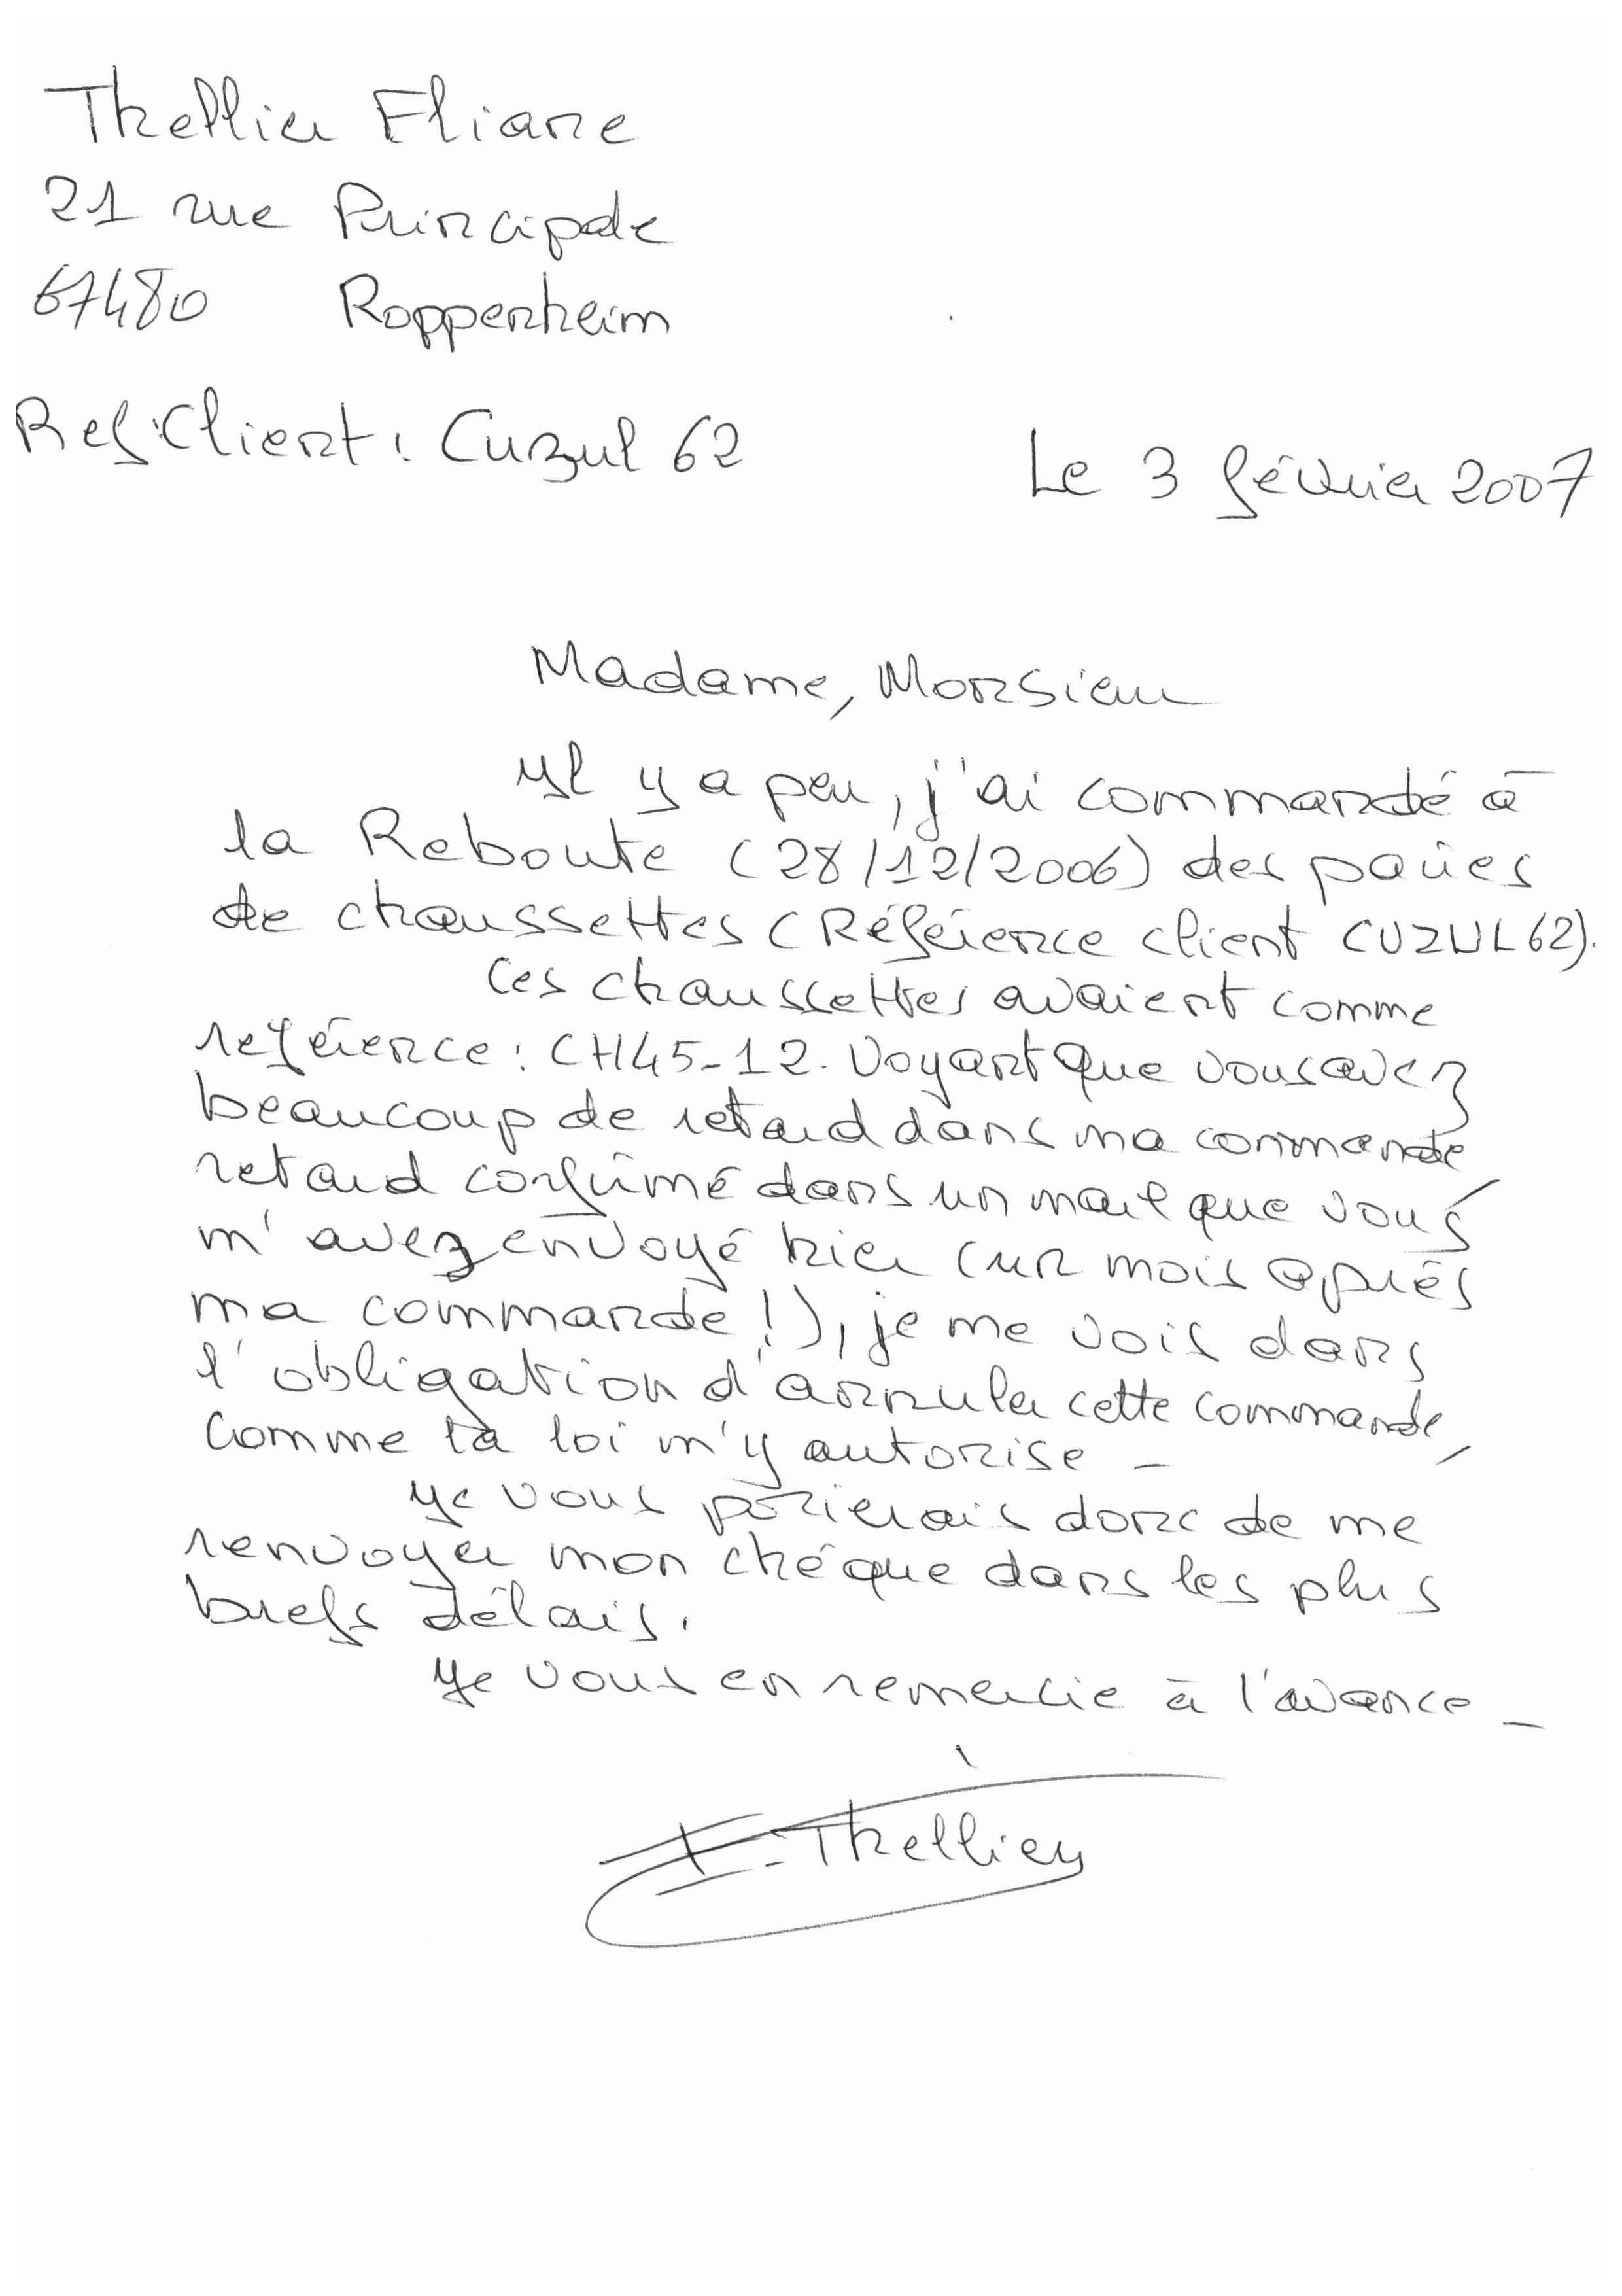 Thellier Eliane
21 rue Principale
67480 Roppenheim
Ref:Client : Cuzul 62
Le 3 février 2007
Madame, Monsieur
Il y a peu, j'ai commandé à
la Reboute (28/12/2006) des paires
de chaussettes (Référence client CUZUL62).
Ces chaussettes avaient comme
reférence : CH45-12. Voyant que vous avez
beaucoup de retard dans ma commande
retard confirmé dans un mail que vous
m'avez envoyé hier (un mois après
ma commande !), je me vois dans
l'obligation d'annuler cette commande,
comme la loi m'y autorise -
Je vous prierais donc de me
renvoyer mon chéque dans les plus
brefs délais.
Je vous en remercie à l'avance -
E. Thellier